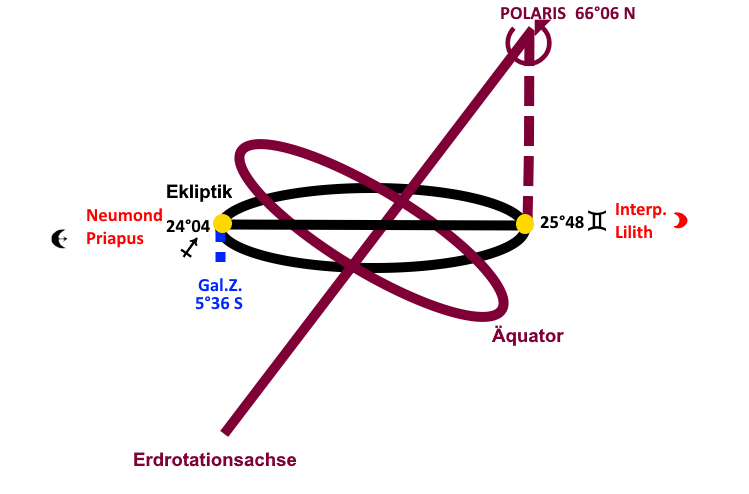 POLARIS 66°06 N
Ekliptik
Neumond
Priapus
24°04
25°48 ♊
Interp.
Lilith
♐
Gal.Z.
5°36 S
Äquator
Erdrotationsachse